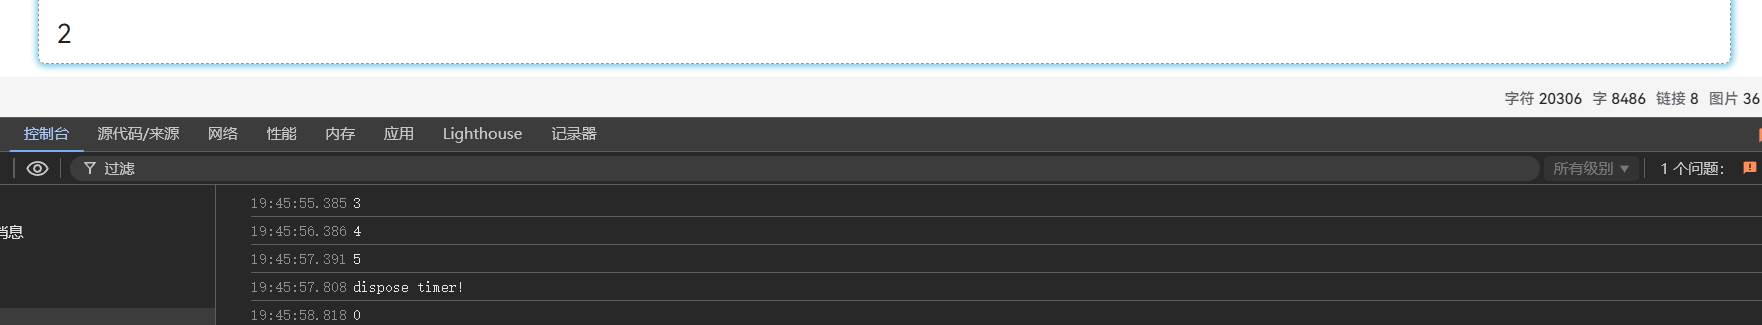 2
字符 20306 字 8486 链接 8 图片 36
控制台 源代码/来源 网络 性能 内存 应用 Lighthouse 记录器
过滤 所有级别 ▼ 1 个问题:
19:45:55.385 3
19:45:56.386 4
消息
19:45:57.391 5
19:45:57.808 dispose timer!
19:45:58.818 0